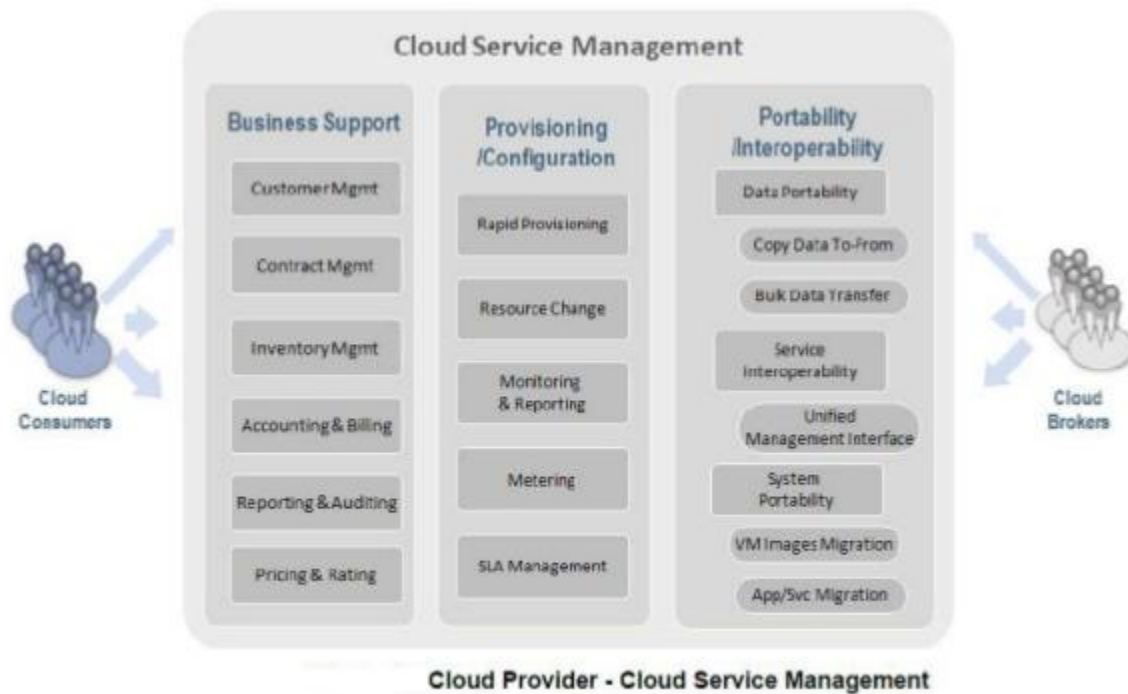 Cloud Service Management
Business Support
Customer Mgmt
Contract Mgmt
Inventory Mgmt
Accounting & Billing
Reporting & Auditing
Pricing & Rating
Provisioning
/Configuration
Rapid Provisioning
Resource Change
Monitoring
& Reporting
Metering
SLA Management
Portability
/Interoperability
Data Portability
Copy Data To-From
Bulk Data Transfer
Service
Interoperability
Unified
Management Interface
System
Portability
VM Images Migration
App/Svc Migration
Cloud
Consumers
Cloud
Brokers
Cloud Provider - Cloud Service Management